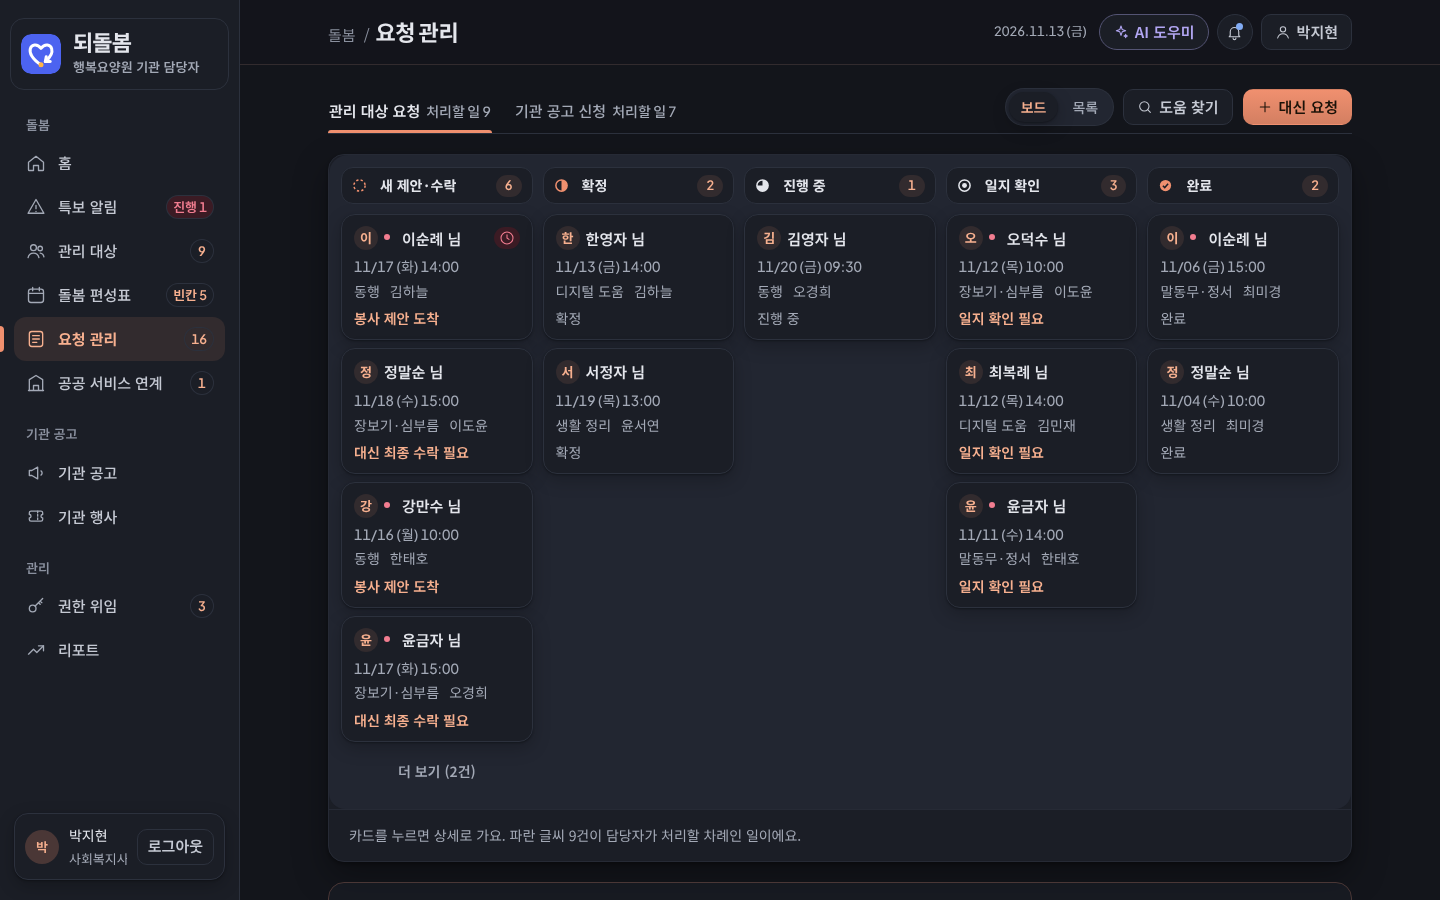 되돌봄
행복요양원 기관 담당자
돌봄
홈
특보 알림 진행 1
관리 대상 9
돌봄 편성표 빈칸 5
요청 관리 16
공공 서비스 연계 1
기관 공고
기관 공고
기관 행사
관리
권한 위임 3
리포트
박 박지현
사회복지사
로그아웃
돌봄 / 요청 관리
2026.11.13 (금) AI 도우미 박지현
관리 대상 요청 처리할 일 9 기관 공고 신청 처리할 일 7
보드 목록 도움 찾기 + 대신 요청
새 제안·수락 6
이 이순례 님
11/17 (화) 14:00
동행 김하늘
봉사 제안 도착
정 정말순 님
11/18 (수) 15:00
장보기·심부름 이도윤
대신 최종 수락 필요
강 강만수 님
11/16 (월) 10:00
동행 한태호
봉사 제안 도착
윤 윤금자 님
11/17 (화) 15:00
장보기·심부름 오경희
대신 최종 수락 필요
더 보기 (2건)
확정 2
한 한영자 님
11/13 (금) 14:00
디지털 도움 김하늘
확정
서 서정자 님
11/19 (목) 13:00
생활 정리 윤서연
확정
진행 중 1
김 김영자 님
11/20 (금) 09:30
동행 오경희
진행 중
일지 확인 3
오 오덕수 님
11/12 (목) 10:00
장보기·심부름 이도윤
일지 확인 필요
최 최복례 님
11/12 (목) 14:00
디지털 도움 김민재
일지 확인 필요
윤 윤금자 님
11/11 (수) 14:00
말동무·정서 한태호
일지 확인 필요
완료 2
이 이순례 님
11/06 (금) 15:00
말동무·정서 최미경
완료
정 정말순 님
11/04 (수) 10:00
생활 정리 최미경
완료
카드를 누르면 상세로 가요. 파란 글씨 9건이 담당자가 처리할 차례인 일이에요.